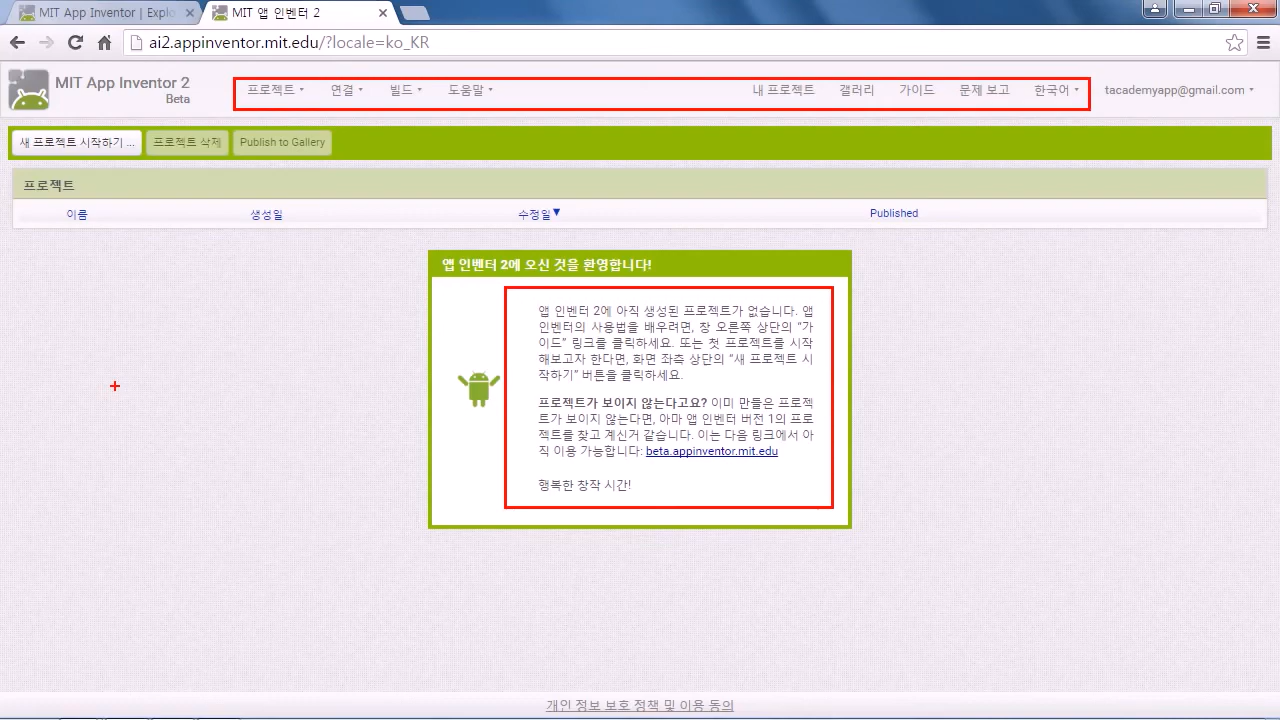 MIT App Inventor | Explo
MIT 앱 인벤터 2
ai2.appinventor.mit.edu/?locale=ko_KR
MIT App Inventor 2
Beta
프로젝트 연결 빌드 도움말 내 프로젝트 갤러리 가이드 문제 보고 한국어 tacademyapp@gmail.com
새 프로젝트 시작하기 ... 프로젝트 삭제 Publish to Gallery
프로젝트
이름 생성일 수정일 Published
앱 인벤터 2에 오신 것을 환영합니다!
앱 인벤터 2에 아직 생성된 프로젝트가 없습니다. 앱
인벤터의 사용법을 배우려면, 창 오른쪽 상단의 "가
이드" 링크를 클릭하세요. 또는 첫 프로젝트를 시작
해보고자 한다면, 화면 좌측 상단의 "새 프로젝트 시
작하기" 버튼을 클릭하세요.
프로젝트가 보이지 않는다고요? 이미 만들은 프로젝
트가 보이지 않는다면, 아마 앱 인벤터 버전 1의 프로
젝트를 찾고 계신거 같습니다. 이는 다음 링크에서 아
직 이용 가능합니다: beta.appinventor.mit.edu
행복한 창작 시간!
개인 정보 보호 정책 및 이용 동의